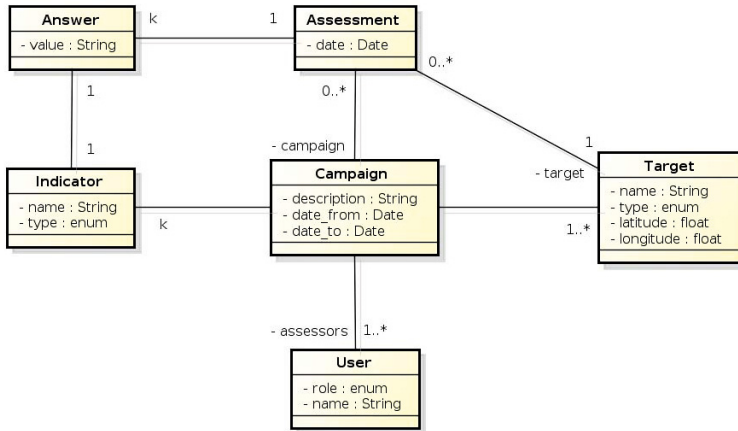 Answer
- value : String
k
1
Assessment
- date : Date
1
1
0..*
0..*
1
- campaign
- target
Indicator
- name : String
- type : enum
k
Campaign
- description : String
- date_from : Date
- date_to : Date
1..*
Target
- name : String
- type : enum
- latitude : float
- longitude : float
- assessors
1..*
User
- role : enum
- name : String